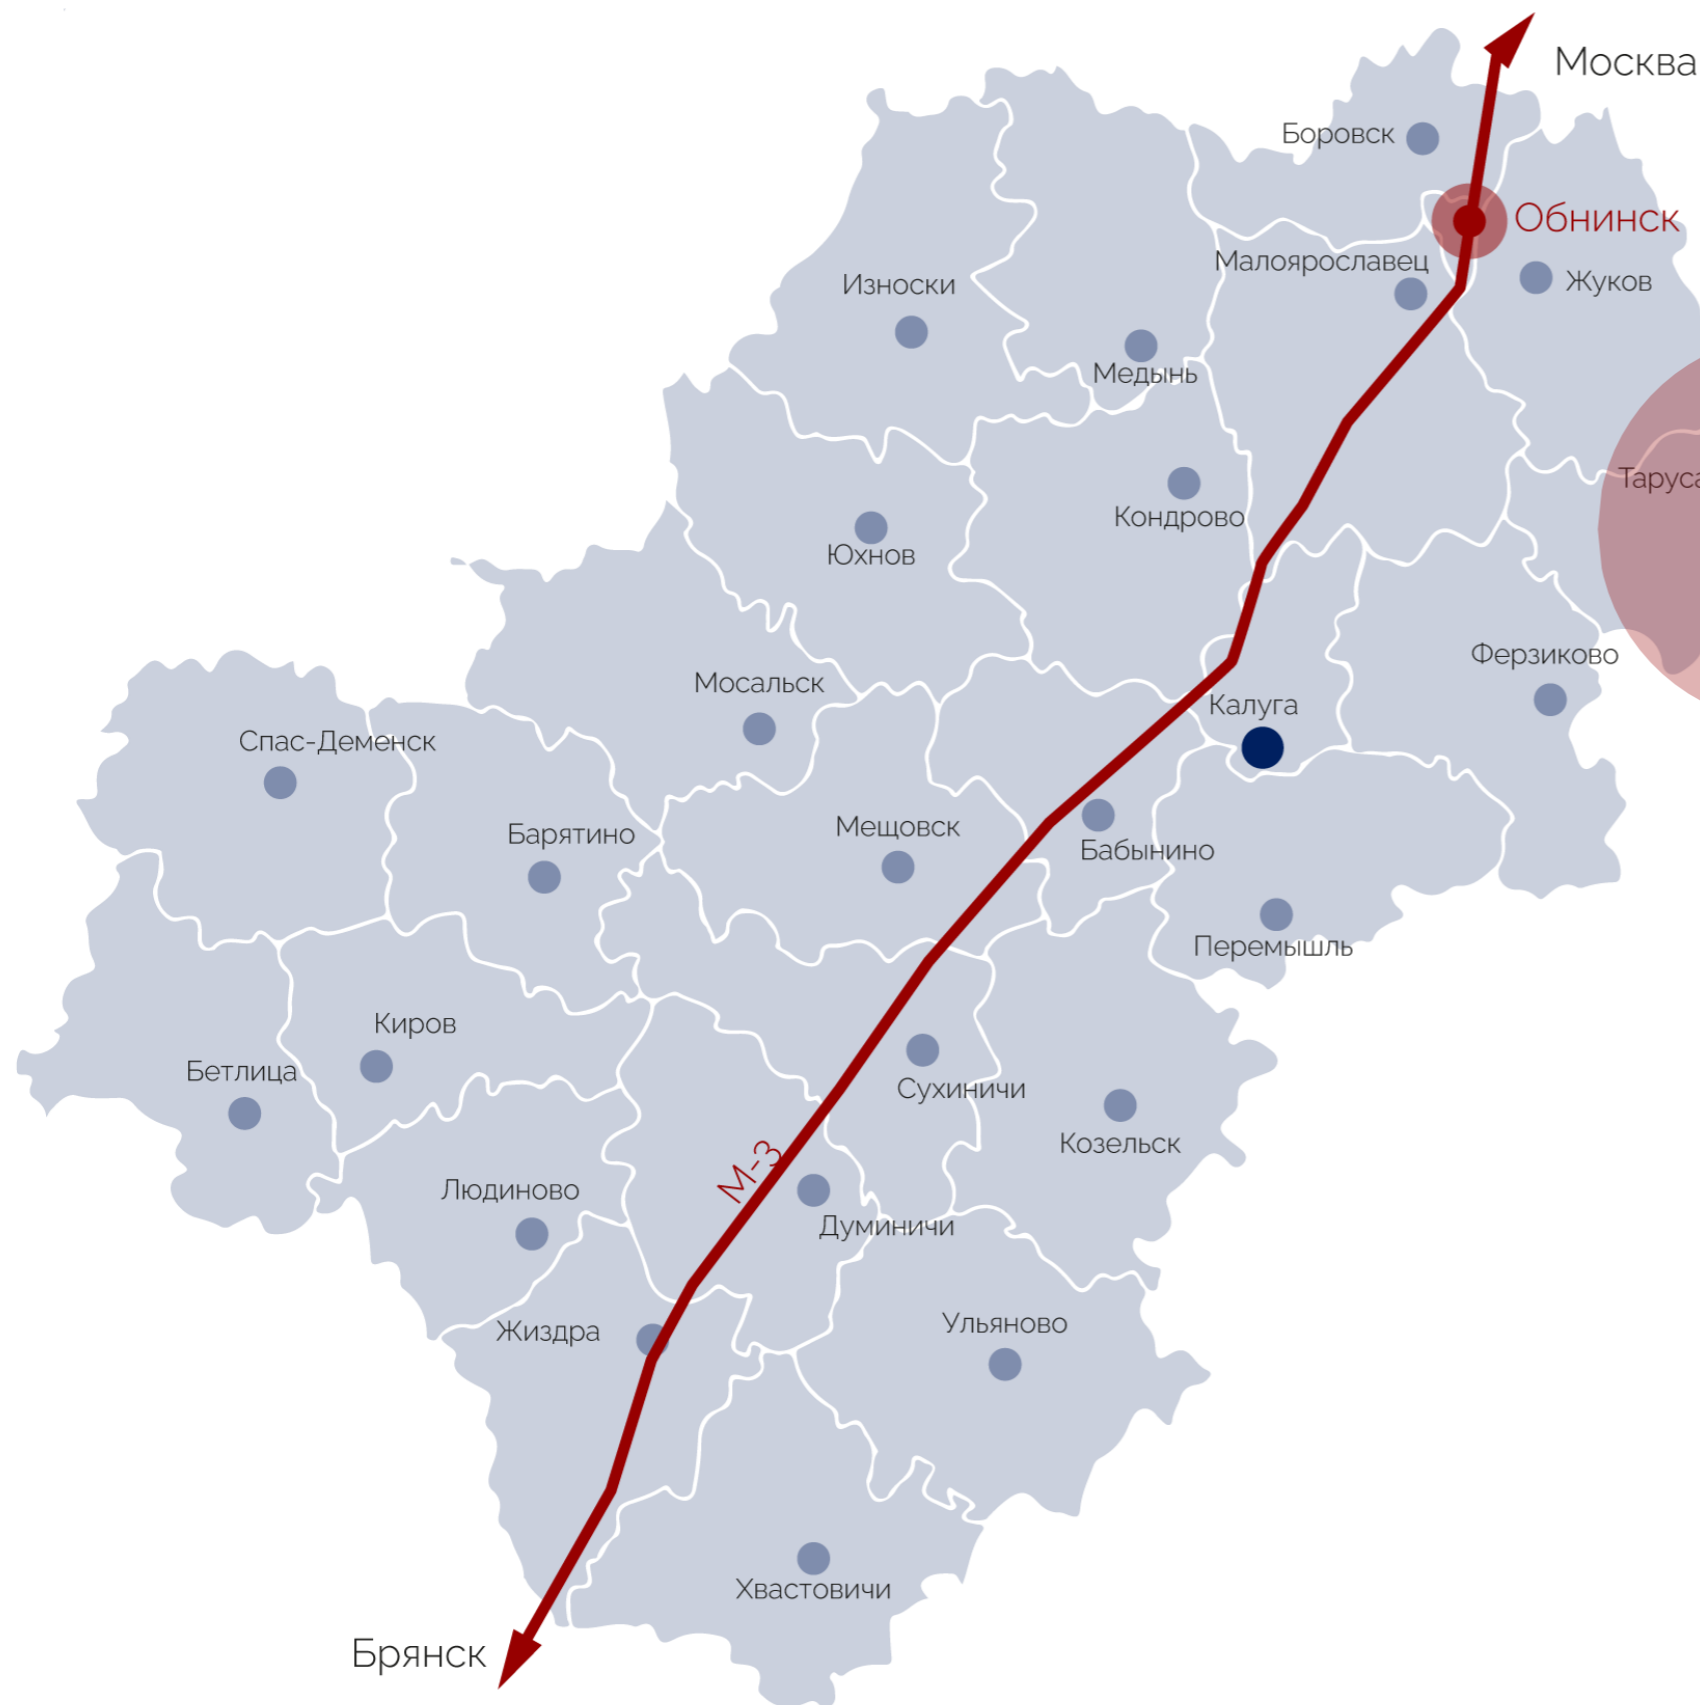 Москва
Боровск
Обнинск
Малоярославец
Жуков
Износки
Медынь
Таруса
Кондрово
Юхнов
Ферзиково
Мосальск
Калуга
Спас-Деменск
Мещовск
Барятино
Бабынино
Перемышль
Киров
Бетлица
Сухиничи
Козельск
М-3
Людиново
Думиничи
Ульяново
Жиздра
Хвастовичи
Брянск